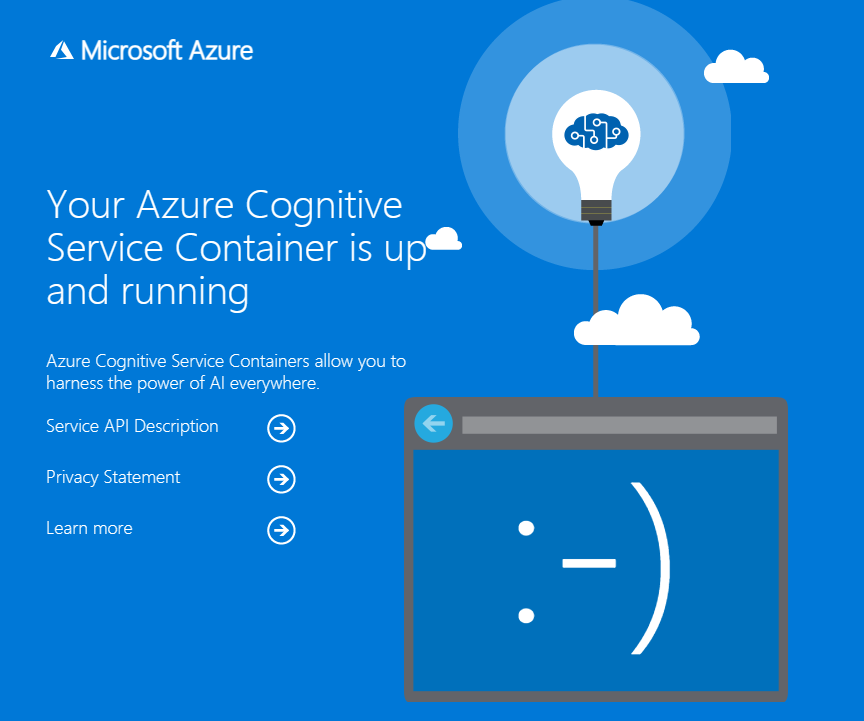 Microsoft Azure
Your Azure Cognitive
Service Container is up
and running
Azure Cognitive Service Containers allow you to
harness the power of AI everywhere.
Service API Description
Privacy Statement
Learn more
:-)